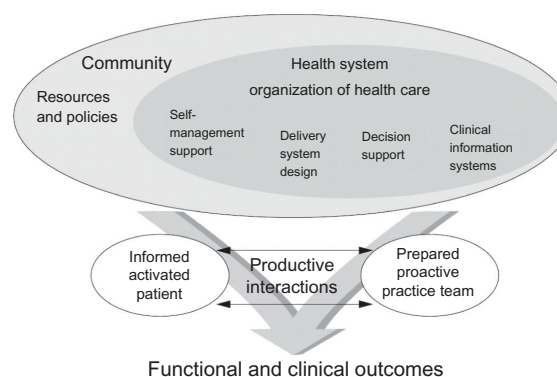 Community
Resources
and policies
Health system
organization of health care
Self-
management
support
Delivery
system
design
Decision
support
Clinical
information
systems
Informed
activated
patient
Productive
interactions
Prepared
proactive
practice team
Functional and clinical outcomes